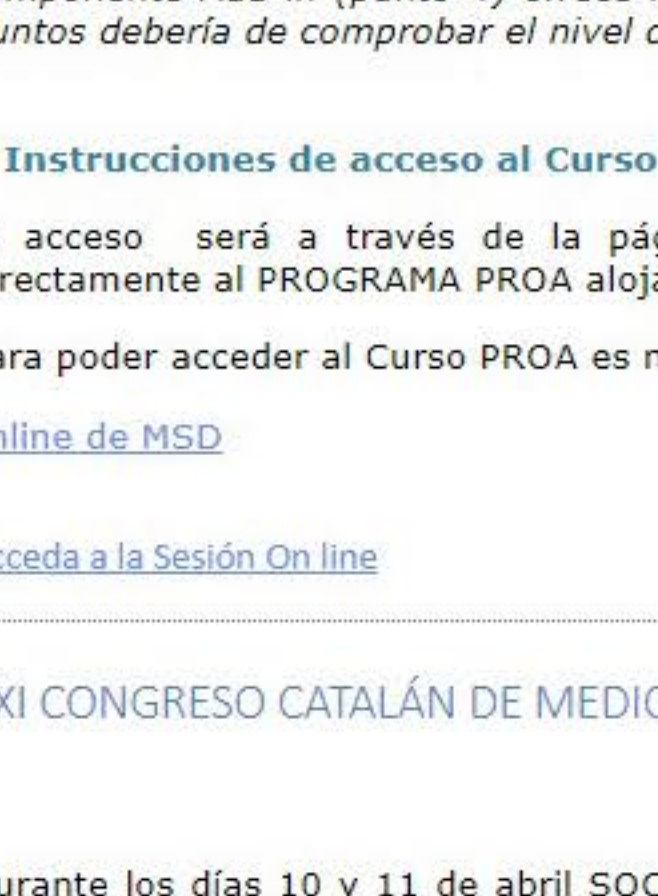 untos debería de comprobar el nivel
Instrucciones de acceso al Curso
acceso será a través de la pág
rectamente al PROGRAMA PROA aloja
ara poder acceder al Curso PROA es n
nline de MSD
cceda a la Sesión On line
XI CONGRESO CATALÁN DE MEDIC
urante los días 10 y 11 de abril SOC